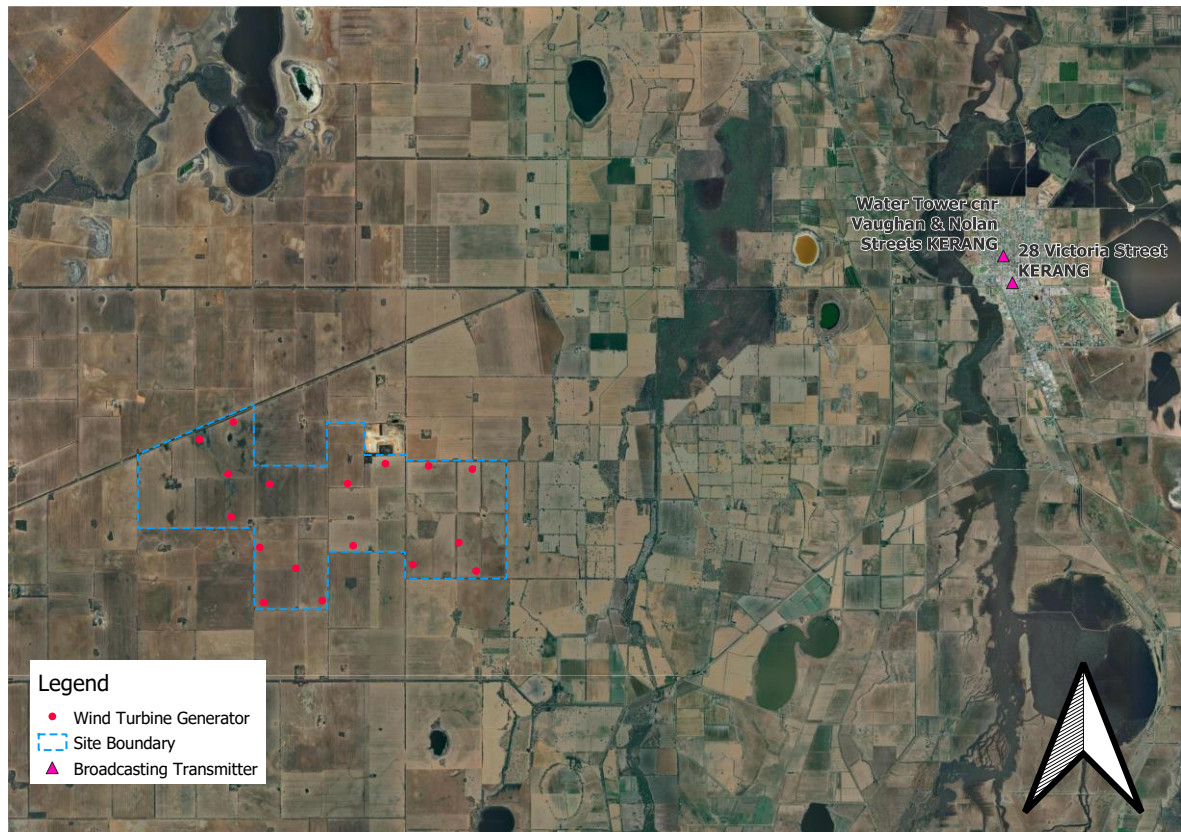 Water Tower cnr
Vaughan & Nolan
Streets KERANG
28 Victoria Street
KERANG
Legend
Wind Turbine Generator
Site Boundary
Broadcasting Transmitter